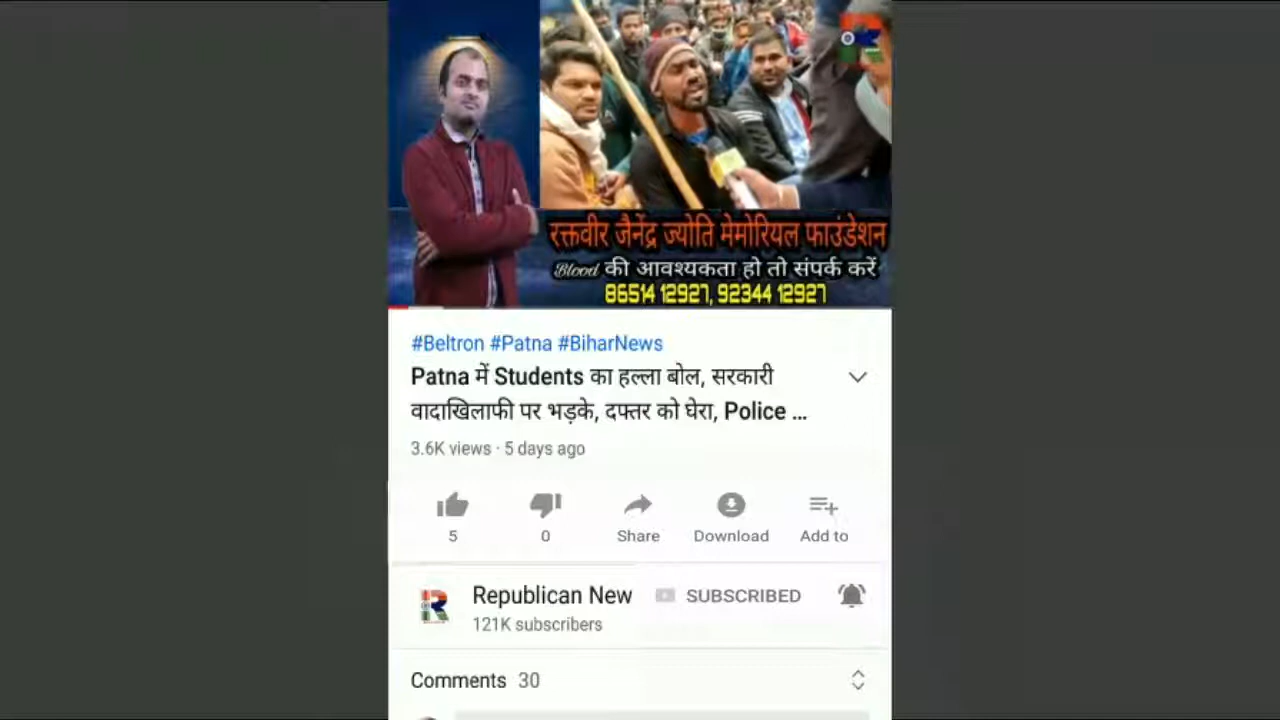 रक्तवीर जैनेंद्र ज्योति मेमोरियल फाउंडेशन
Blood की आवश्यकता हो तो संपर्क करें
86514 12927, 92344 12927
#Beltron #Patna #BiharNews
Patna में Students का हल्ला बोल, सरकारी
वादाखिलाफी पर भड़के, दफ्तर को घेरा, Police ...
3.6K views · 5 days ago
5 0 Share Download Add to
Republican New SUBSCRIBED
121K subscribers
Comments 30